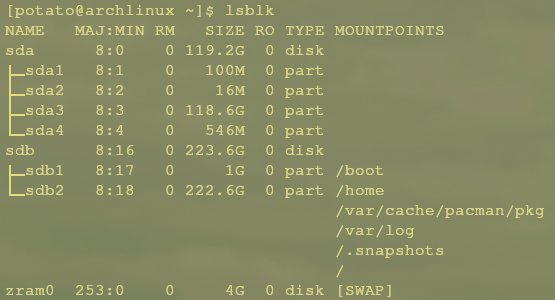 [potato@archlinux ~]$ lsblk
NAME   MAJ:MIN RM   SIZE RO TYPE MOUNTPOINTS
sda      8:0    0 119.2G  0 disk
├─sda1   8:1    0   100M  0 part
├─sda2   8:2    0    16M  0 part
├─sda3   8:3    0 118.6G  0 part
└─sda4   8:4    0   546M  0 part
sdb      8:16   0 223.6G  0 disk
├─sdb1   8:17   0     1G  0 part /boot
└─sdb2   8:18   0 222.6G  0 part /home
                                 /var/cache/pacman/pkg
                                 /var/log
                                 /.snapshots
                                 /
zram0  253:0    0     4G  0 disk [SWAP]